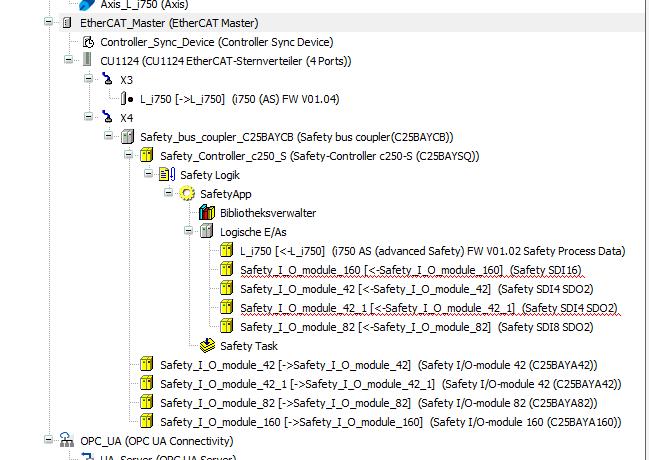 Axis_L_i750 (Axis)
EtherCAT_Master (EtherCAT Master)
Controller_Sync_Device (Controller Sync Device)
CU1124 (CU1124 EtherCAT-Sternverteiler (4 Ports))
X3
L_i750 [->L_i750] (i750 (AS) FW V01.04)
X4
Safety_bus_coupler_C25BAYCB (Safety bus coupler(C25BAYCB))
Safety_Controller_c250_S (Safety-Controller c250-S (C25BAYSQ))
Safety Logik
SafetyApp
Bibliotheksverwalter
Logische E/As
L_i750 [<-L_i750] (i750 AS (advanced Safety) FW V01.02 Safety Process Data)
Safety_I_O_module_160 [<-Safety_I_O_module_160] (Safety SDI16)
Safety_I_O_module_42 [<-Safety_I_O_module_42] (Safety SDI4 SDO2)
Safety_I_O_module_42_1 [<-Safety_I_O_module_42_1] (Safety SDI4 SDO2)
Safety_I_O_module_82 [<-Safety_I_O_module_82] (Safety SDI8 SDO2)
Safety Task
Safety_I_O_module_42 [->Safety_I_O_module_42] (Safety I/O-module 42 (C25BAYA42))
Safety_I_O_module_42_1 [->Safety_I_O_module_42_1] (Safety I/O-module 42 (C25BAYA42))
Safety_I_O_module_82 [->Safety_I_O_module_82] (Safety I/O-module 82 (C25BAYA82))
Safety_I_O_module_160 [->Safety_I_O_module_160] (Safety I/O-module 160 (C25BAYA160))
OPC_UA (OPC UA Connectivity)
UA_Server (OPC UA Server)